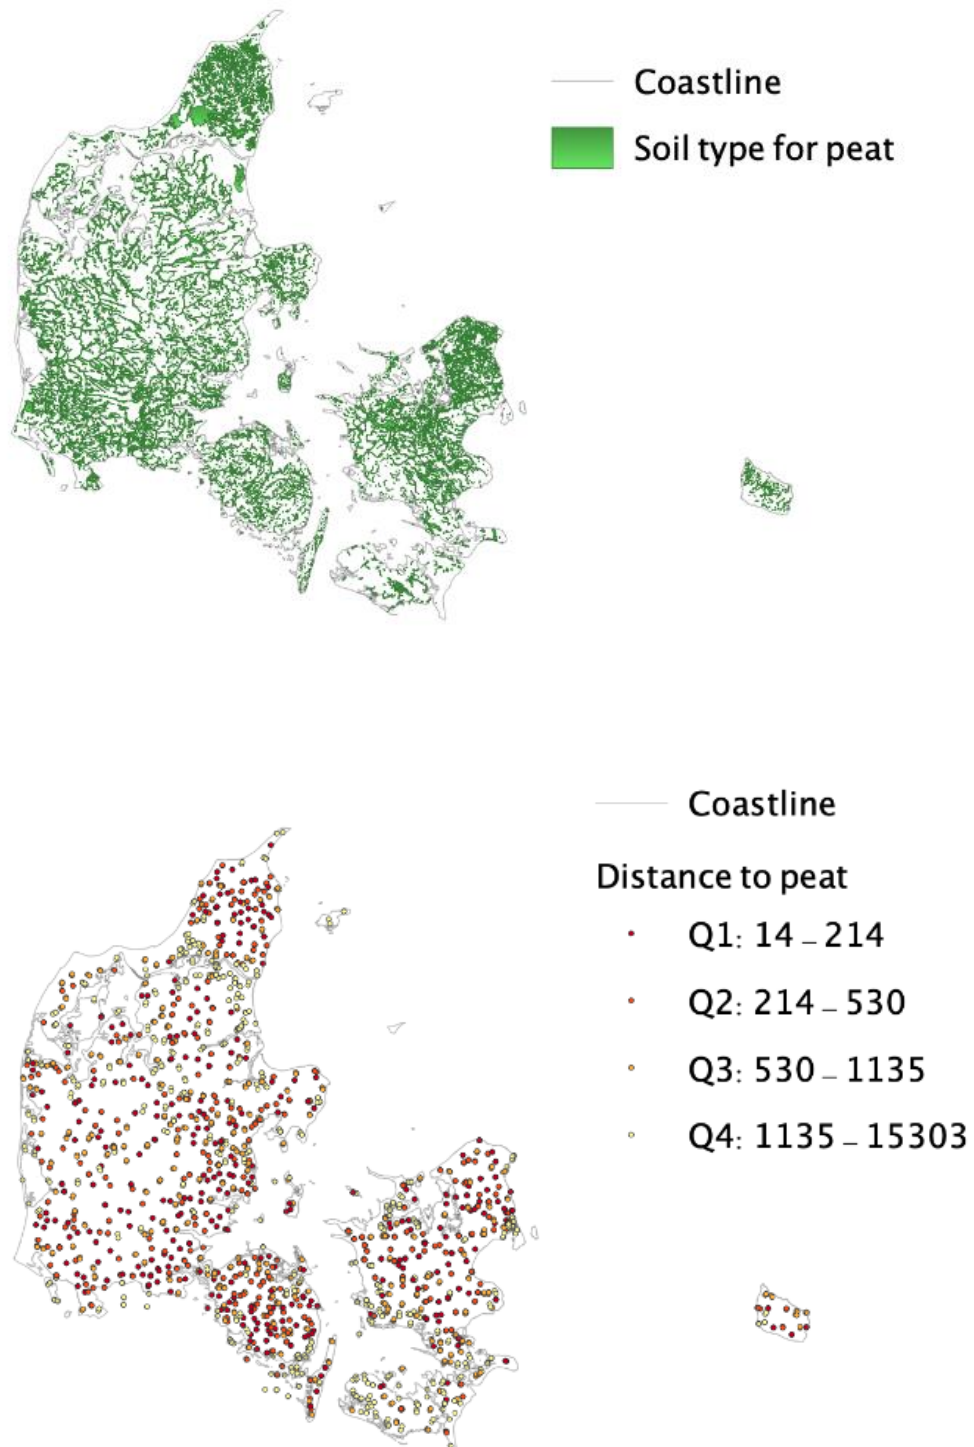 Coastline
Soil type for peat
Coastline
Distance to peat
Q1: 14 – 214
Q2: 214 – 530
Q3: 530 – 1135
Q4: 1135 – 15303